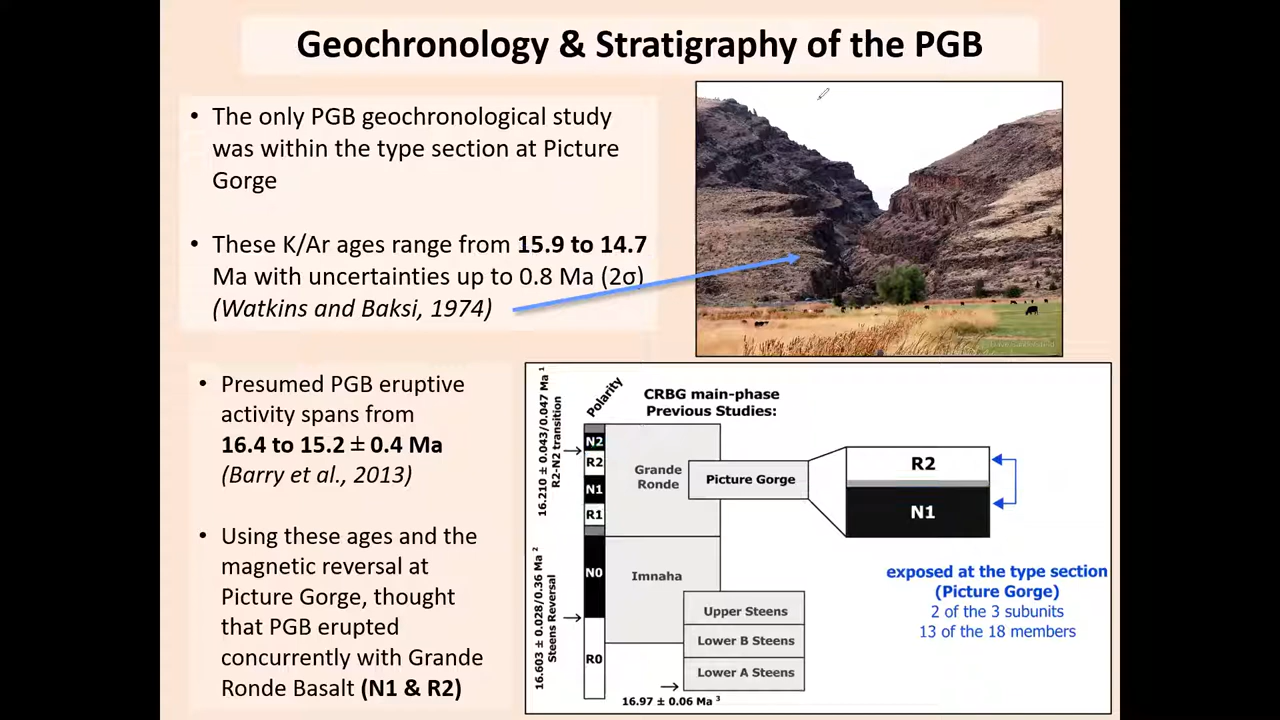 Geochronology & Stratigraphy of the PGB
• The only PGB geochronological study
was within the type section at Picture
Gorge
• These K/Ar ages range from 15.9 to 14.7
Ma with uncertainties up to 0.8 Ma (2σ)
(Watkins and Baksi, 1974)
• Presumed PGB eruptive
activity spans from
16.4 to 15.2 ± 0.4 Ma
(Barry et al., 2013)
• Using these ages and the
magnetic reversal at
Picture Gorge, thought
that PGB erupted
concurrently with Grande
Ronde Basalt (N1 & R2)
16.210 ± 0.043/0.047 Ma 1
R2-N2 transition
16.603 ± 0.028/0.36 Ma 2
Steens Reversal
Polarity
CRBG main-phase
Previous Studies:
N2
R2
N1
R1
N0
R0
Grande
Ronde
Imnaha
Upper Steens
Lower B Steens
Lower A Steens
16.97 ± 0.06 Ma 3
Picture Gorge
R2
N1
exposed at the type section
(Picture Gorge)
2 of the 3 subunits
13 of the 18 members